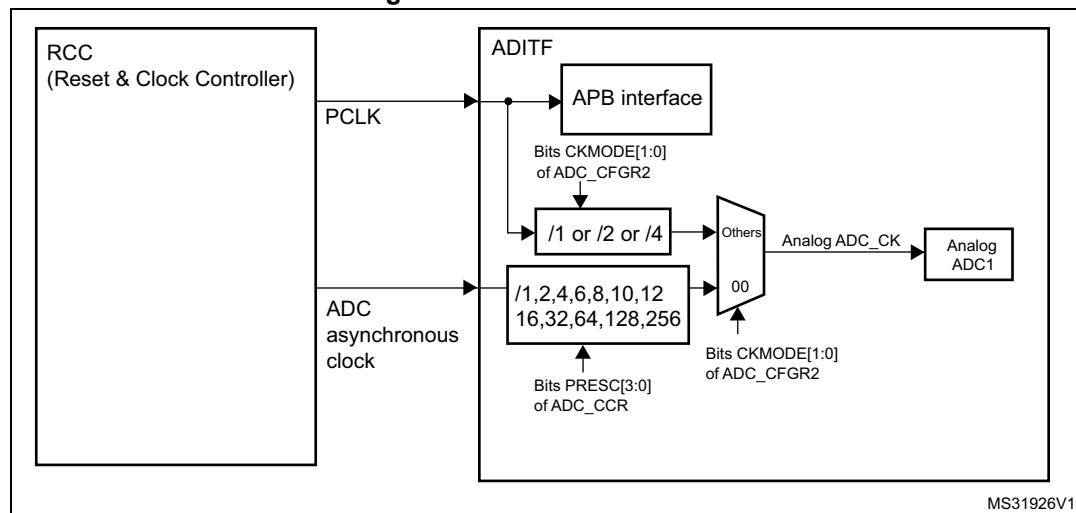 g
RCC
(Reset & Clock Controller)
PCLK
ADC
asynchronous
clock
ADITF
APB interface
Bits CKMODE[1:0]
of ADC_CFGR2
/1 or /2 or /4
/1,2,4,6,8,10,12
16,32,64,128,256
Bits PRESC[3:0]
of ADC_CCR
Others
00
Bits CKMODE[1:0]
of ADC_CFGR2
Analog ADC_CK
Analog
ADC1
MS31926V1